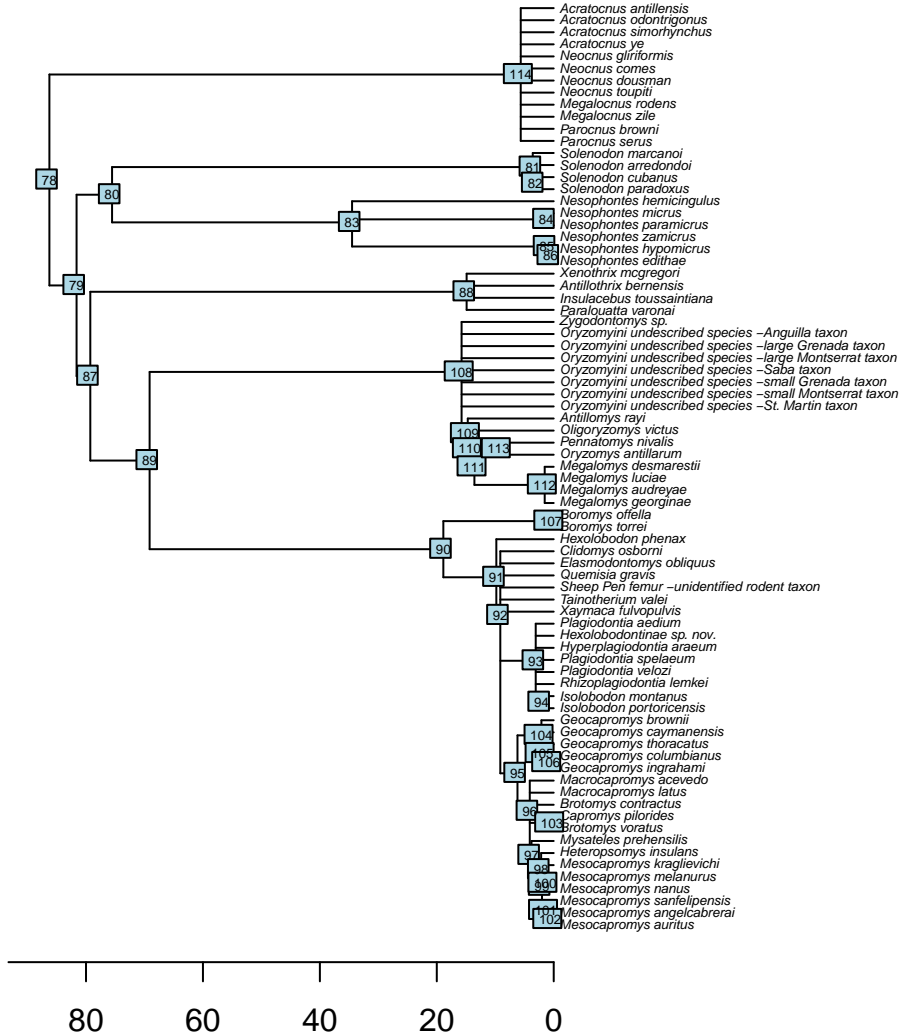 Acratocnus antillensis
Acratocnus odontrigonus
Acratocnus simorhynchus
Acratocnus ye
Neocnus gliriformis
Neocnus comes
114
Neocnus dousman
Neocnus toupiti
Megalocnus rodens
Megalocnus zile
Parocnus browni
Parocnus serus
Solenodon marcanoi
81
Solenodon arredondoi
78
Solenodon cubanus
82
Solenodon paradoxus
80
Nesophontes hemicingulus
Nesophontes micrus
83
84
Nesophontes paramicrus
Nesophontes zamicrus
85
Nesophontes hypomicrus
86
Nesophontes edithae
Xenothrix mcgregori
79
Antillothrix bernensis
88
Insulacebus toussaintiana
Paralouatta varonai
Zygodontomys sp.
Oryzomyini undescribed species −Anguilla taxon
Oryzomyini undescribed species −large Grenada taxon
Oryzomyini undescribed species −large Montserrat taxon
108
Oryzomyini undescribed species −Saba taxon
87
Oryzomyini undescribed species −small Grenada taxon
Oryzomyini undescribed species −small Montserrat taxon
Oryzomyini undescribed species −St. Martin taxon
Antillomys rayi
109
Oligoryzomys victus
Pennatomys nivalis
110
113
Oryzomys antillarum
89
111
Megalomys desmarestii
Megalomys luciae
112
Megalomys audreyae
Megalomys georginae
Boromys offella
107
Boromys torrei
Hexolobodon phenax
90
Clidomys osborni
Elasmodontomys obliquus
91
Quemisia gravis
Sheep Pen femur −unidentified rodent taxon
Tainotherium valei
92
Xaymaca fulvopulvis
Plagiodontia aedium
Hexolobodontinae sp. nov.
Hyperplagiodontia araeum
93
Plagiodontia spelaeum
Plagiodontia velozi
Rhizoplagiodontia lemkei
94
Isolobodon montanus
Isolobodon portoricensis
Geocapromys brownii
104
Geocapromys caymanensis
Geocapromys thoracatus
105
Geocapromys columbianus
106
Geocapromys ingrahami
95
Macrocapromys acevedo
Macrocapromys latus
Brotomys contractus
96
Capromys pilorides
103
Brotomys voratus
Mysateles prehensilis
97
Heteropsomys insulans
98
Mesocapromys kraglievichi
Mesocapromys melanurus
99
100
Mesocapromys nanus
Mesocapromys sanfelipensis
101
Mesocapromys angelcabrerai
102
Mesocapromys auritus
80 60 40 20 0